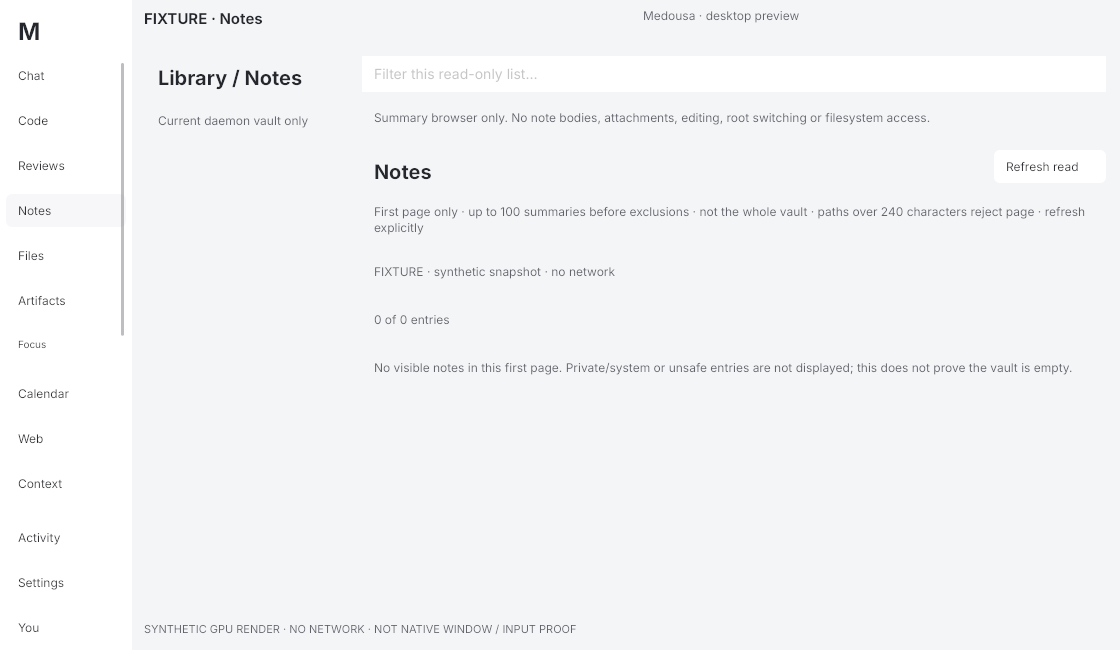 M
Chat
Code
Reviews
Notes
Files
Artifacts
Focus
Calendar
Web
Context
Activity
Settings
You
FIXTURE · Notes
Medousa · desktop preview
Library / Notes
Current daemon vault only
Filter this read-only list...
Summary browser only. No note bodies, attachments, editing, root switching or filesystem access.
Notes
Refresh read
First page only · up to 100 summaries before exclusions · not the whole vault · paths over 240 characters reject page · refresh
explicitly
FIXTURE · synthetic snapshot · no network
0 of 0 entries
No visible notes in this first page. Private/system or unsafe entries are not displayed; this does not prove the vault is empty.
SYNTHETIC GPU RENDER · NO NETWORK · NOT NATIVE WINDOW / INPUT PROOF